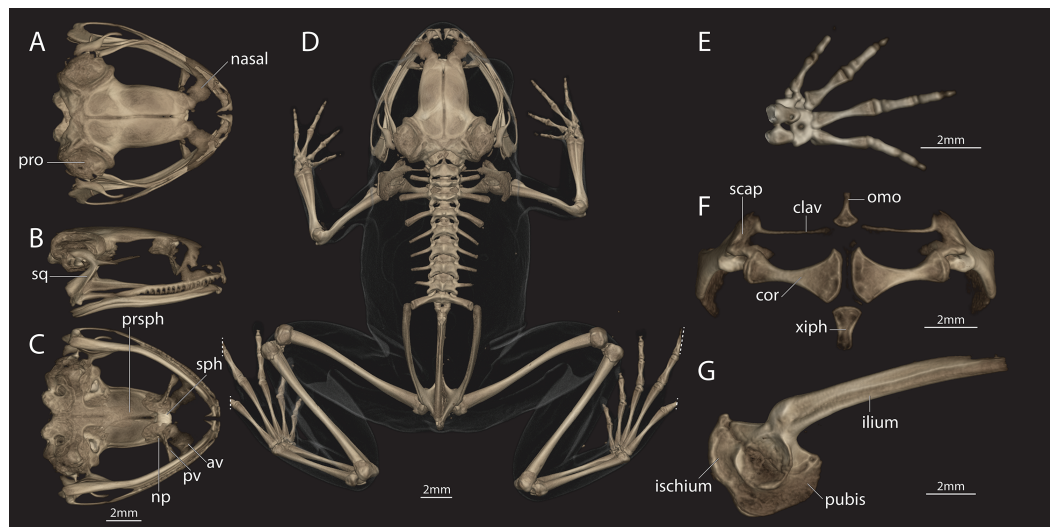 A
nasal
pro
B
sq
C
prsph
sph
av
pv
np
2mm
D
2mm
E
2mm
F
scap
clav
omo
cor
xiph
2mm
G
ilium
ischium
pubis
2mm